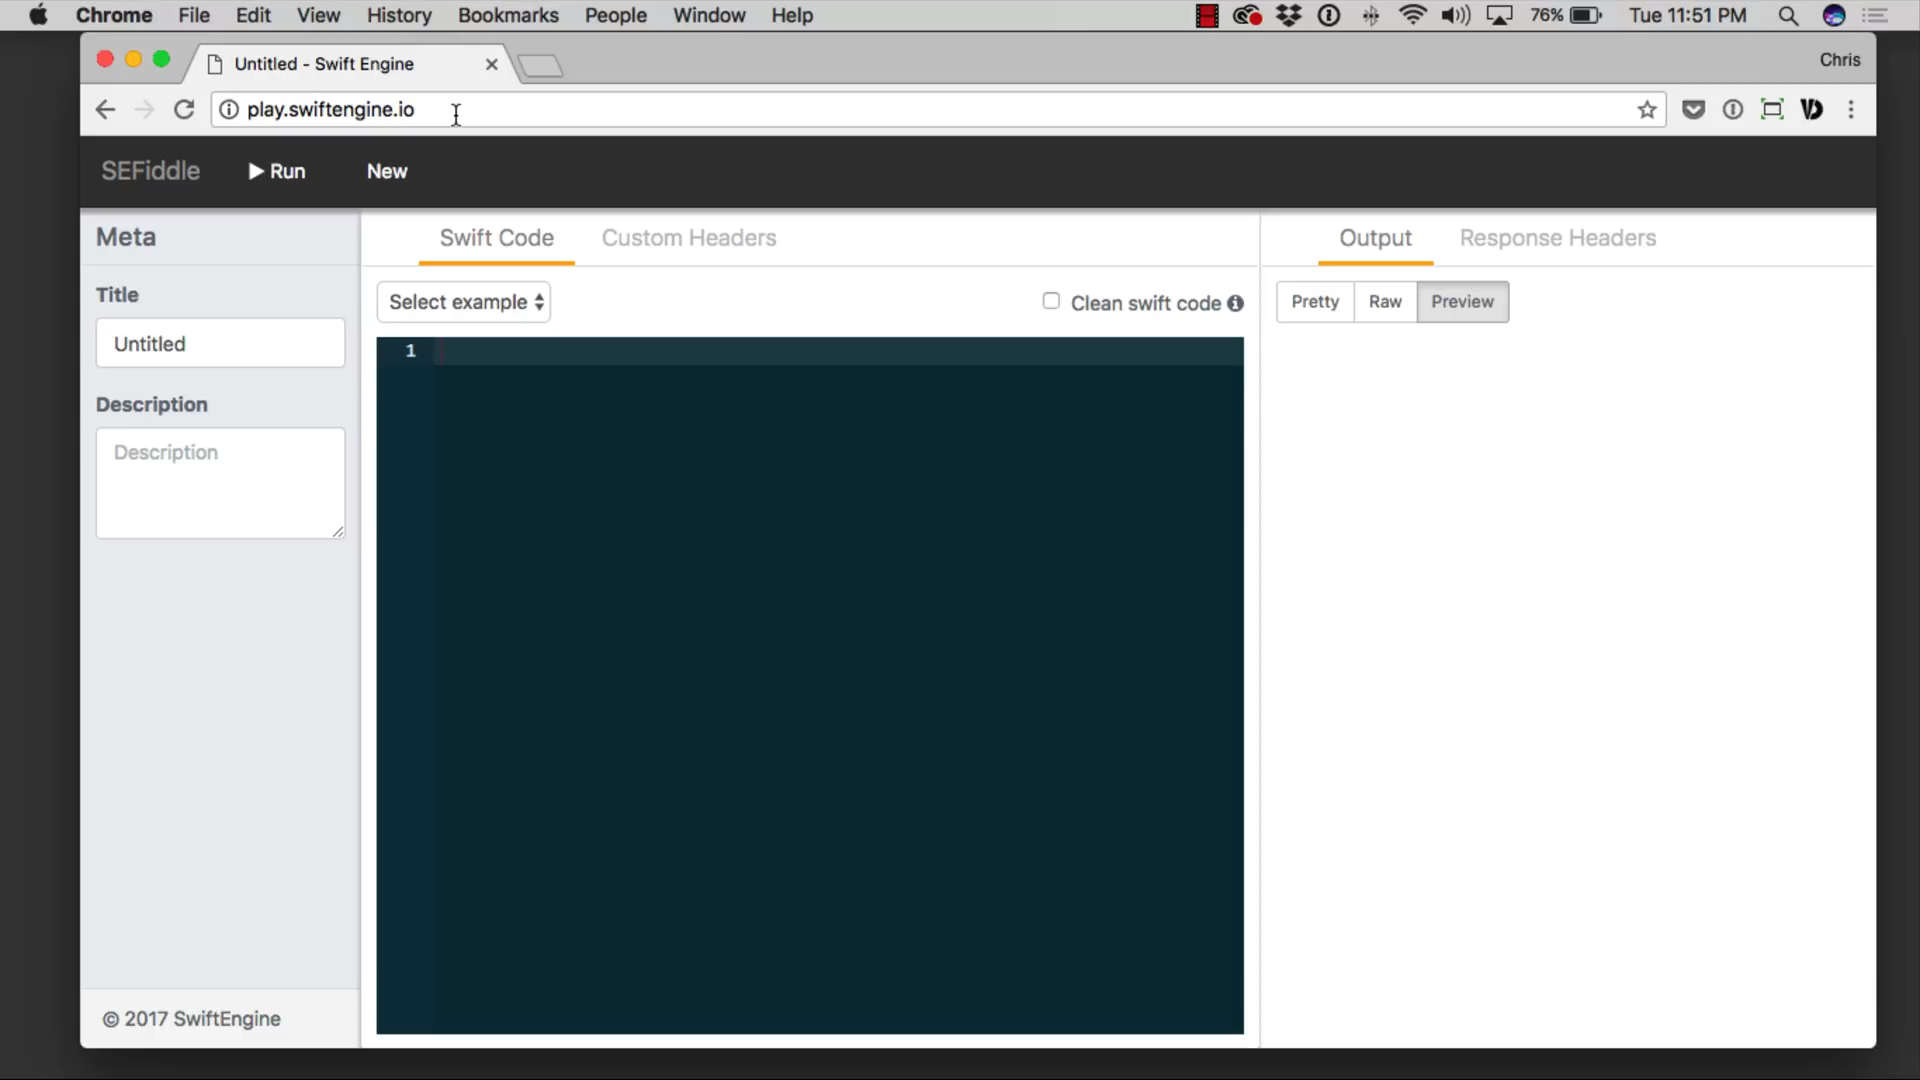 Chrome File Edit View History Bookmarks People Window Help 76% Tue 11:51 PM
Untitled - Swift Engine Chris
play.swiftengine.io
SEFiddle Run New
Meta Swift Code Custom Headers Output Response Headers
Title Select example Clean swift code Pretty Raw Preview
Untitled 1
Description
Description
© 2017 SwiftEngine